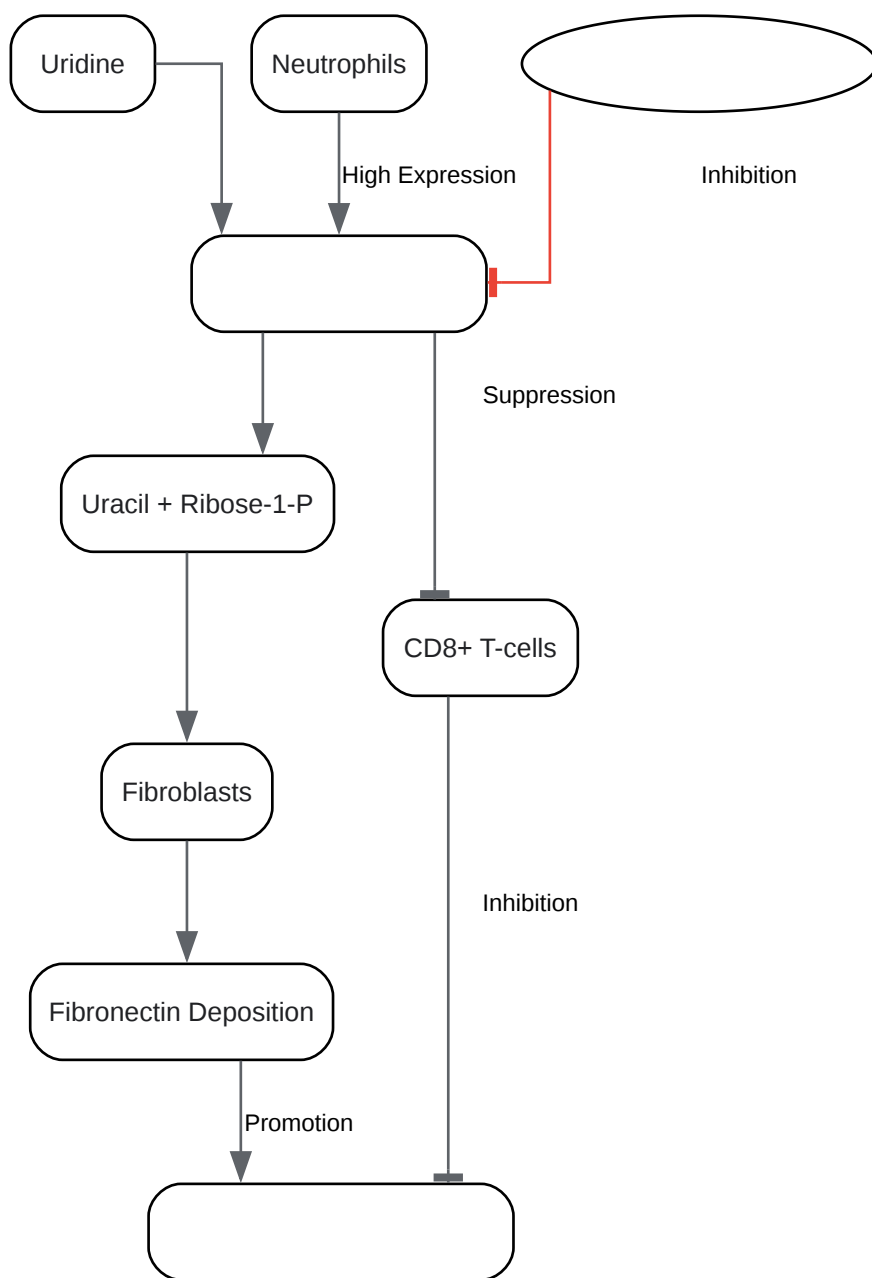 Uridine
Neutrophils
High Expression
Inhibition
Suppression
Uracil + Ribose-1-P
CD8+ T-cells
Fibroblasts
Inhibition
Fibronectin Deposition
Promotion